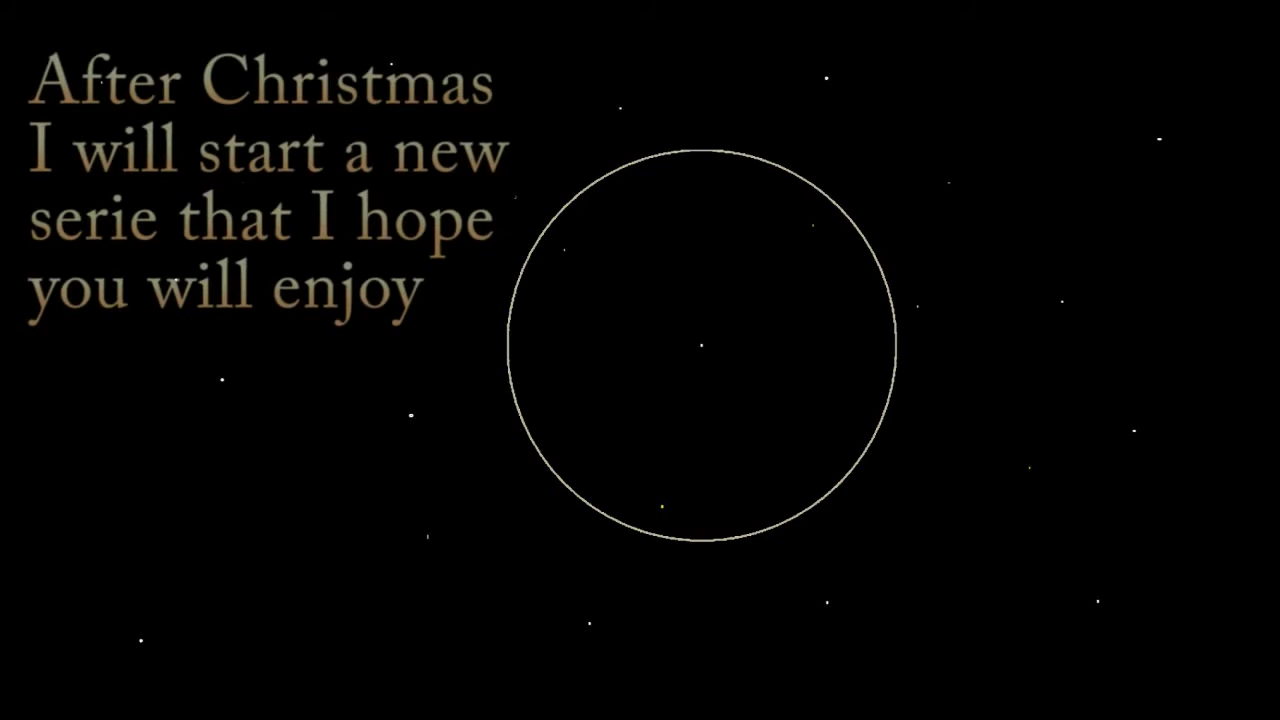 After Christmas
I will start a new
serie that I hope
you will enjoy